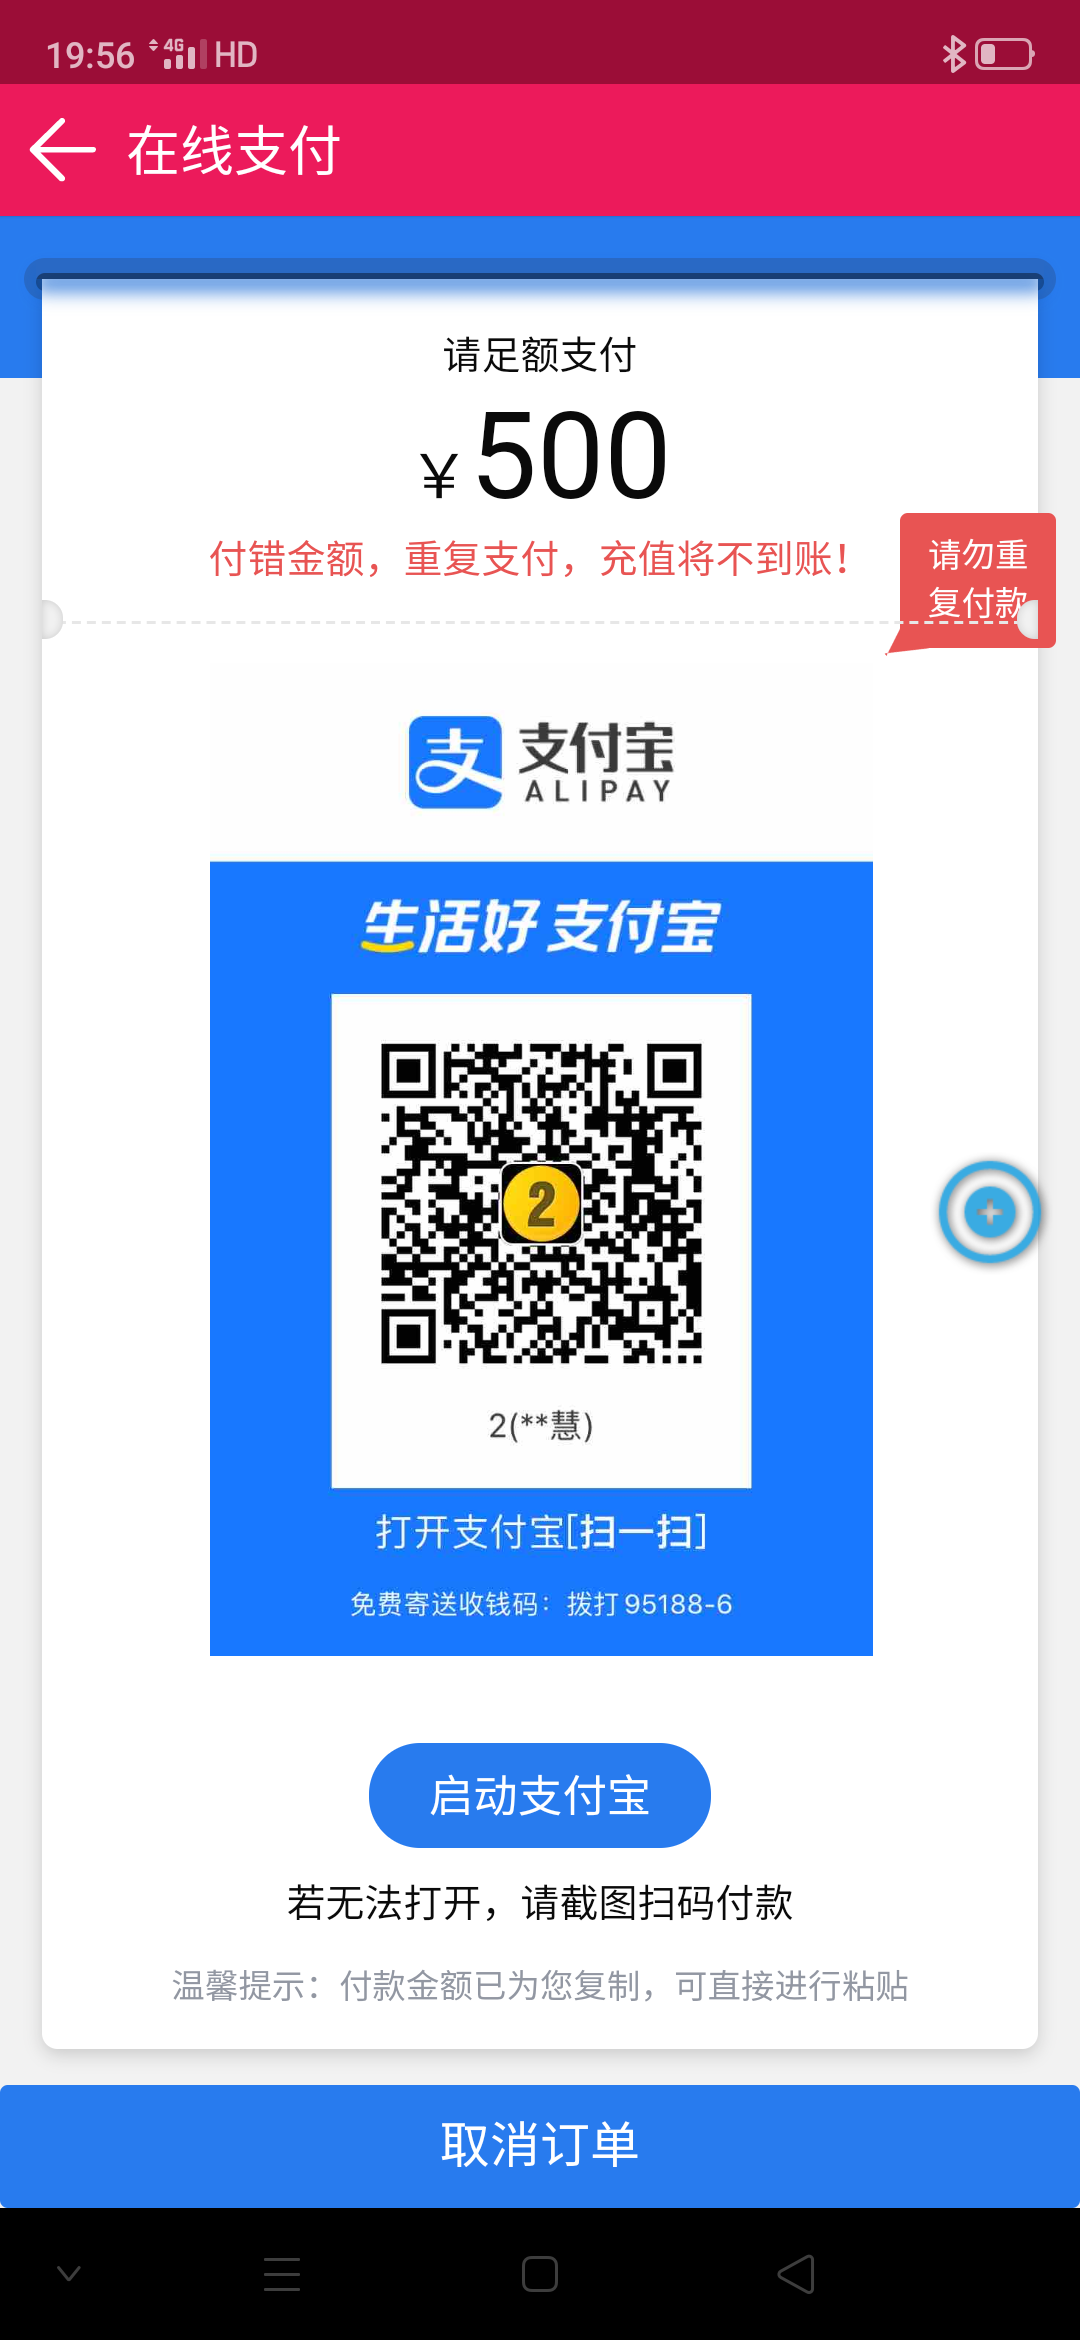 19:56 4G HD
在线支付
请足额支付
¥500
付错金额，重复支付，充值将不到账！
请勿重
复付款
支 支付宝
ALIPAY
生活好 支付宝
2
2(**慧)
打开支付宝[扫一扫]
免费寄送收钱码：拨打 95188-6
启动支付宝
若无法打开，请截图扫码付款
温馨提示：付款金额已为您复制，可直接进行粘贴
取消订单